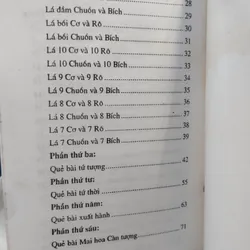 28
Lá đầm Chuồn và Bích 29
Lá bồi Cơ và Rô 30
Lá bồi Chuồn và Bích 31
Lá 10 Cơ và 10 Rô 32
Lá 10 Chuồn và 10 Bích 33
Lá 9 Cơ và 9 Rô 34
Lá 9 Chuồn và 9 Bích 35
Lá 8 Cơ và 8 Rô 36
Lá 8 Chuồn và 8 Bích 37
Lá 7 Cơ và 7 Rô 38
Lá 7 Chuồn và 7 Bích 39
Phần thứ ba:
Quẻ bài tứ tượng 42
Phần thứ tư:
Quẻ bài tứ thời 55
Phần thứ năm:
Quẻ bài xuất hành 63
Phần thứ sáu:
Quẻ bài Mai hoa Càn tượng 71